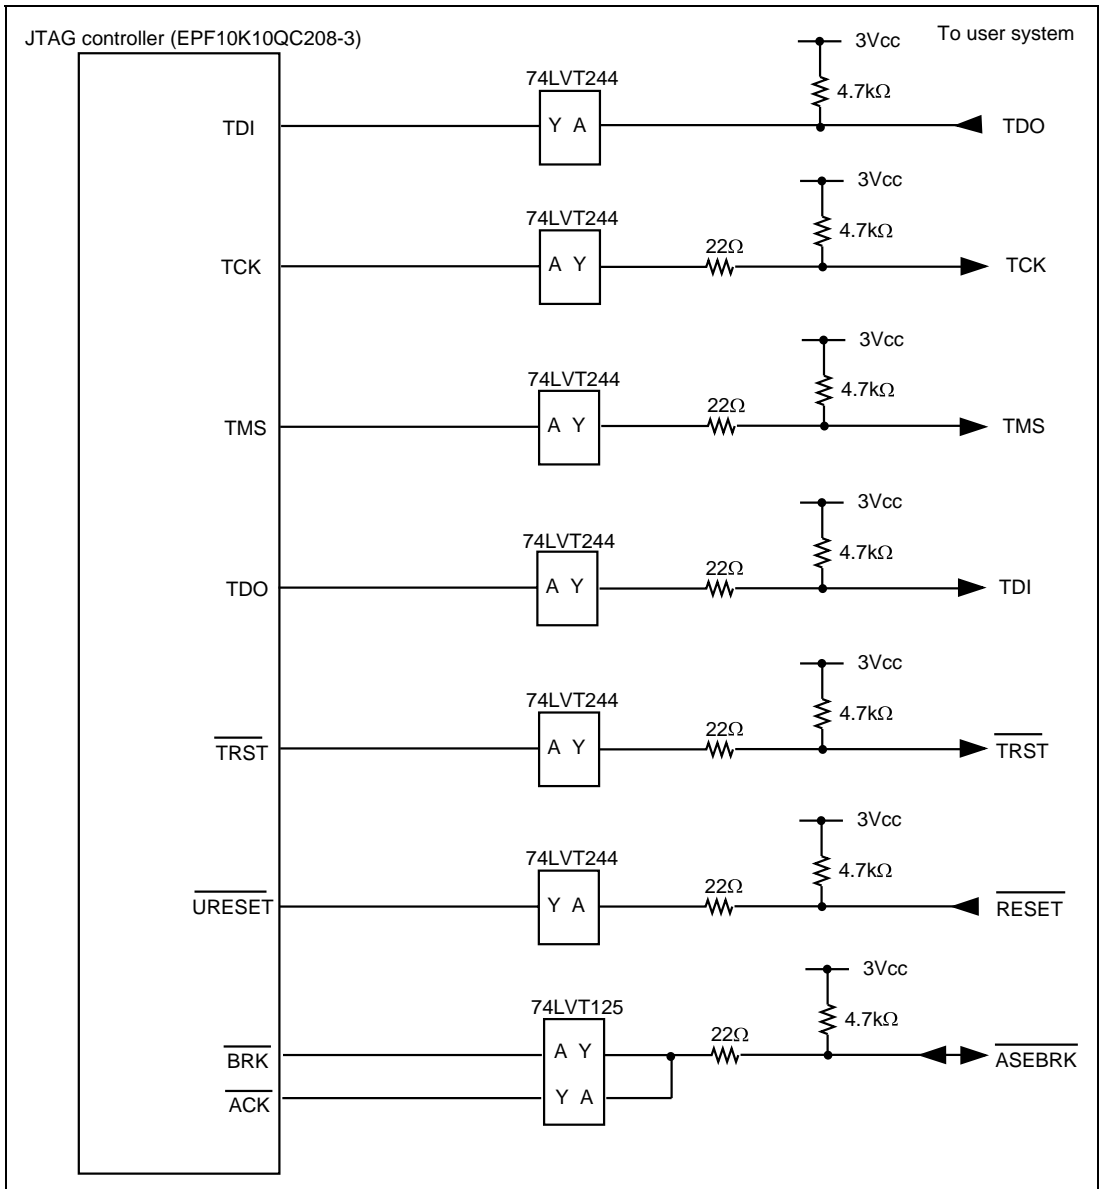 JTAG controller (EPF10K10QC208-3)
To user system
3Vcc
74LVT244
4.7kΩ
TDI
Y A
TDO
3Vcc
74LVT244
4.7kΩ
22Ω
TCK
A Y
TCK
3Vcc
74LVT244
4.7kΩ
22Ω
TMS
A Y
TMS
3Vcc
74LVT244
4.7kΩ
22Ω
TDO
A Y
TDI
3Vcc
74LVT244
4.7kΩ
22Ω
TRST
A Y
TRST
3Vcc
74LVT244
4.7kΩ
22Ω
URESET
Y A
RESET
3Vcc
74LVT125
4.7kΩ
22Ω
BRK
A Y
ASEBRK
ACK
Y A